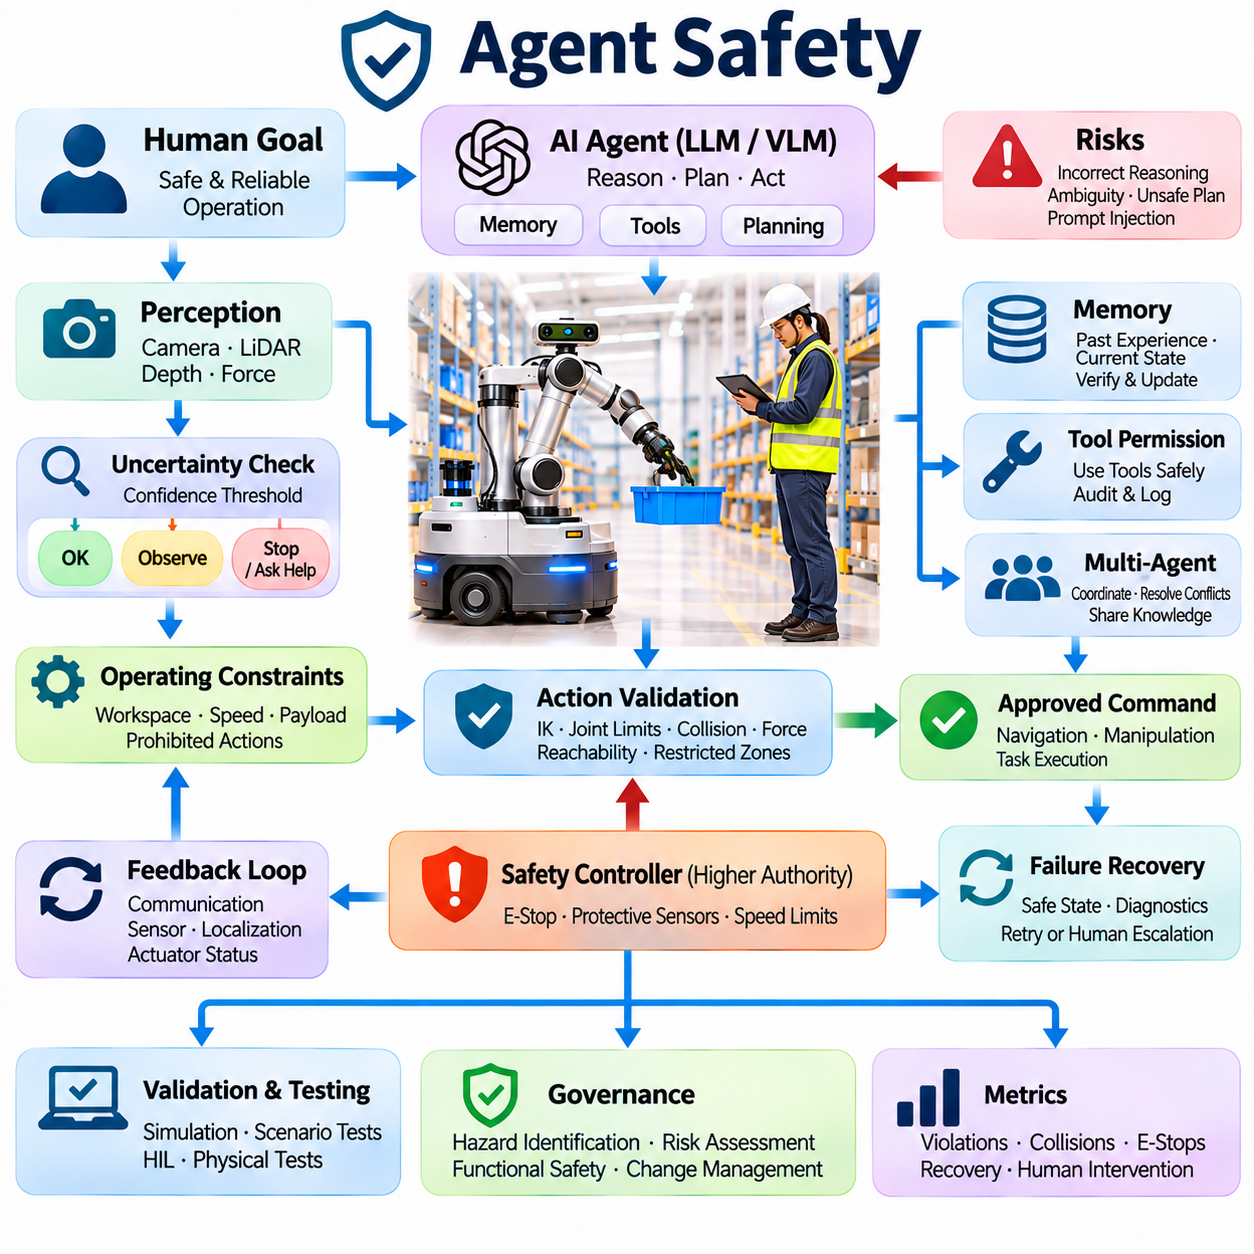 Agent Safety
Human Goal
Safe & Reliable
Operation
AI Agent (LLM / VLM)
Reason · Plan · Act
Memory
Tools
Planning
Risks
Incorrect Reasoning
Ambiguity · Unsafe Plan
Prompt Injection
Perception
Camera · LiDAR
Depth · Force
Memory
Past Experience ·
Current State
Verify & Update
Uncertainty Check
Confidence Threshold
OK
Observe
Stop
/ Ask Help
Tool Permission
Use Tools Safely
Audit & Log
Multi-Agent
Coordinate · Resolve Conflicts
Share Knowledge
Operating Constraints
Workspace · Speed · Payload
Prohibited Actions
Action Validation
IK · Joint Limits · Collision · Force
Reachability · Restricted Zones
Approved Command
Navigation · Manipulation
Task Execution
Feedback Loop
Communication
Sensor · Localization
Actuator Status
Safety Controller (Higher Authority)
E-Stop · Protective Sensors · Speed Limits
Failure Recovery
Safe State · Diagnostics
Retry or Human Escalation
Validation & Testing
Simulation · Scenario Tests
HIL · Physical Tests
Governance
Hazard Identification · Risk Assessment
Functional Safety · Change Management
Metrics
Violations · Collisions · E-Stops
Recovery · Human Intervention